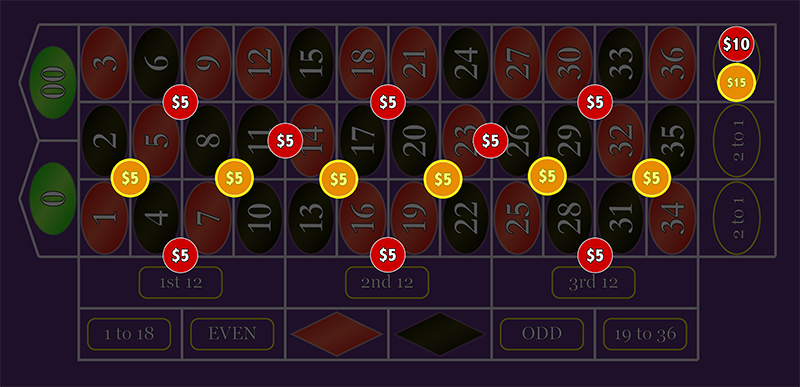 3 6 9 12 15 18 21 24 27 30 33 36 $10
$15
00
$5 $5 $5
2 5 8 11 14 17 20 23 26 29 32 35 2 to 1
$5 $5
$5 $5 $5 $5 $5 $5
0
1 4 7 10 13 16 19 22 25 28 31 34 2 to 1
$5 $5 $5
1st 12 2nd 12 3rd 12
1 to 18 EVEN ODD 19 to 36